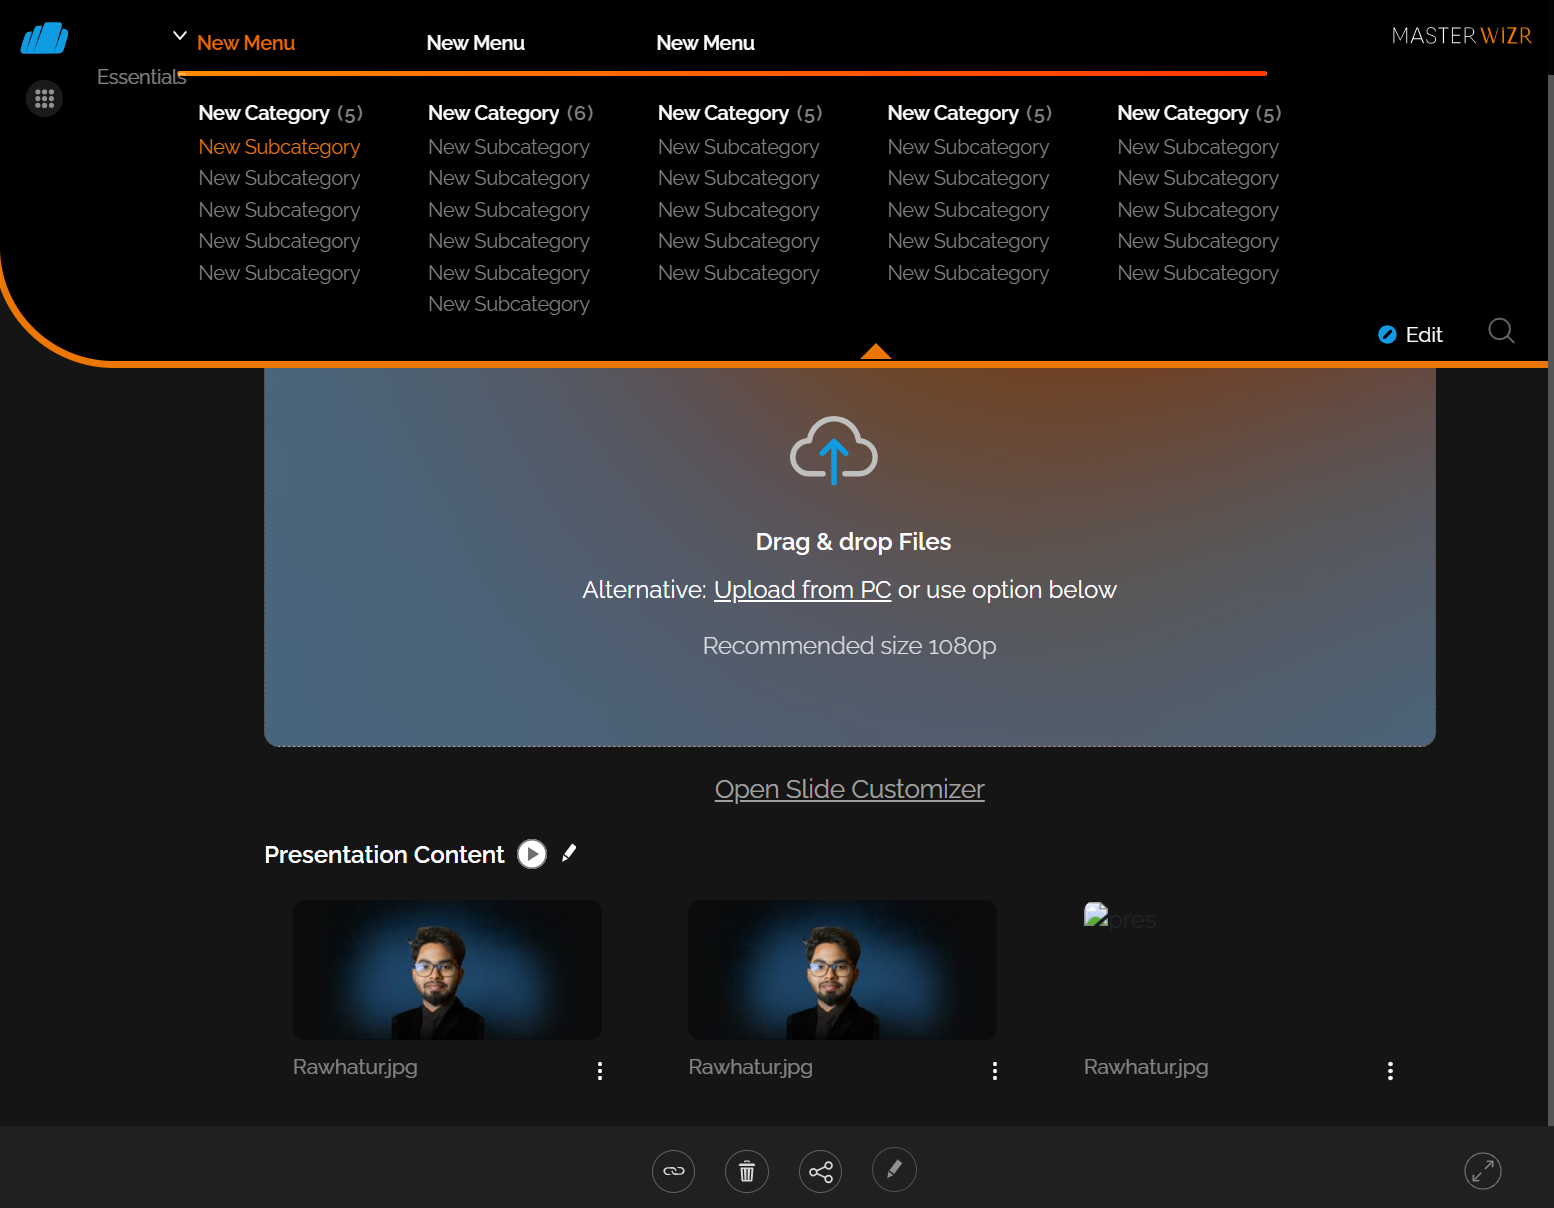 New Menu New Menu New Menu
MASTERWIZR
Essentials
New Category (5) New Category (6) New Category (5) New Category (5) New Category (5)
New Subcategory New Subcategory New Subcategory New Subcategory New Subcategory
New Subcategory New Subcategory New Subcategory New Subcategory New Subcategory
New Subcategory New Subcategory New Subcategory New Subcategory New Subcategory
New Subcategory New Subcategory New Subcategory New Subcategory New Subcategory
New Subcategory New Subcategory New Subcategory New Subcategory New Subcategory
New Subcategory
Edit
Drag & drop Files
Alternative: Upload from PC or use option below
Recommended size 1080p
Open Slide Customizer
Presentation Content
pres
Rawhatur.jpg Rawhatur.jpg Rawhatur.jpg